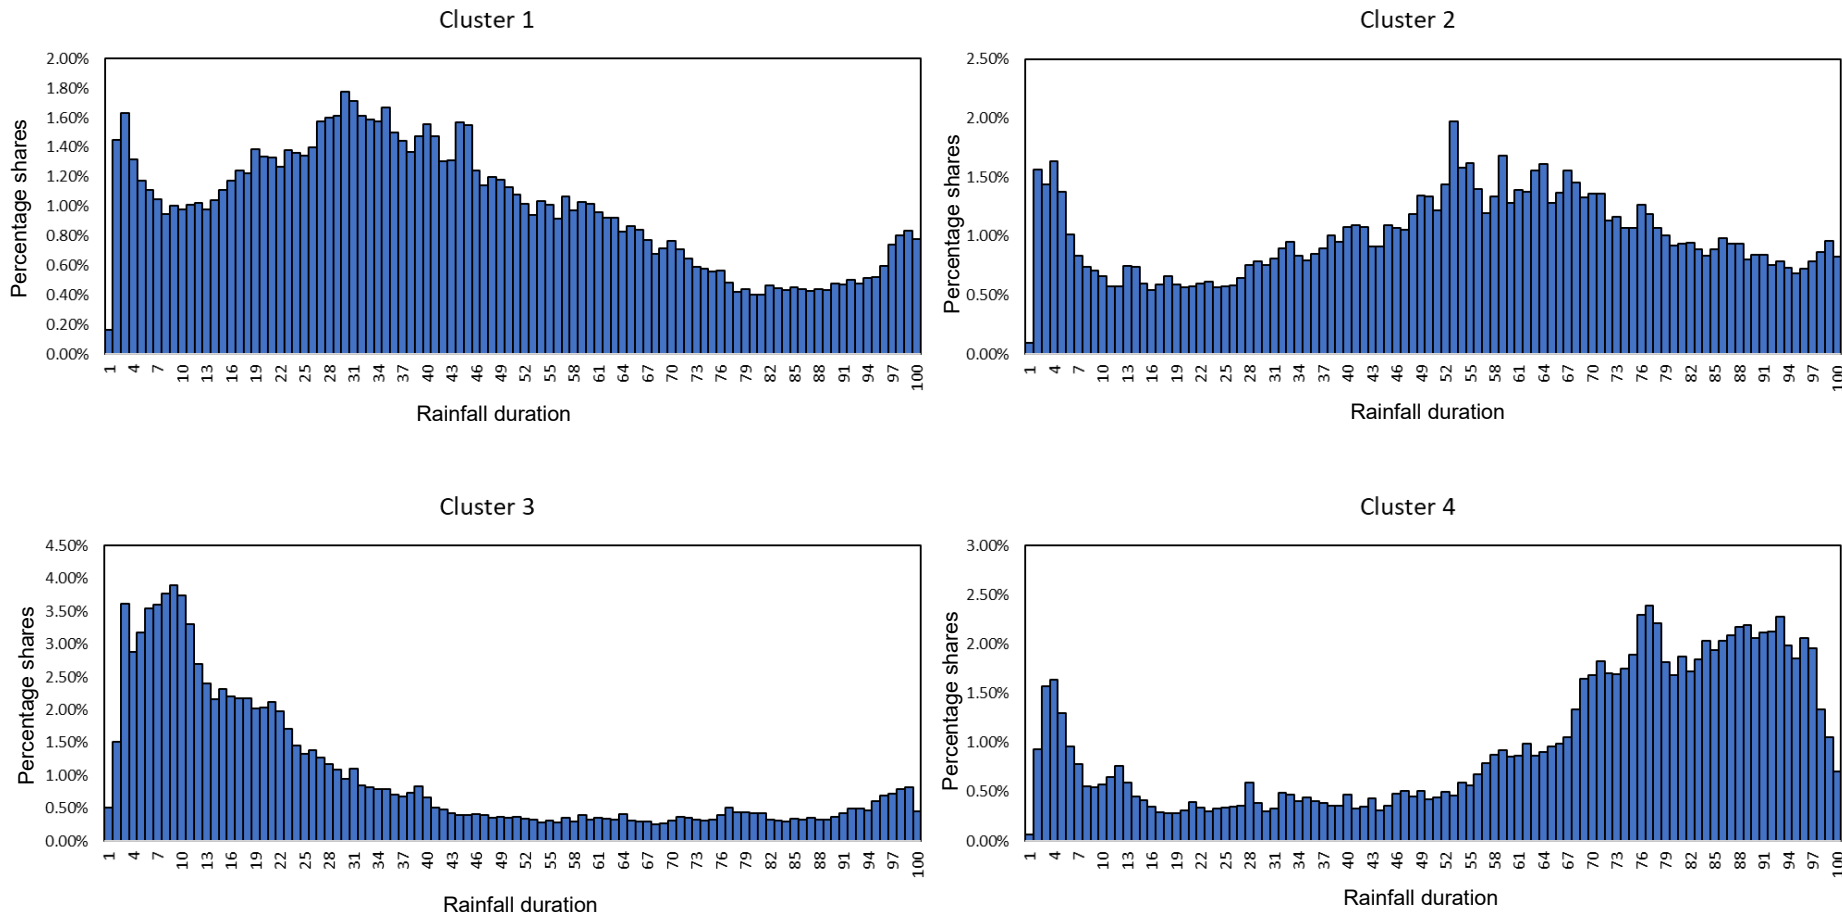 Cluster 1
Percentage shares
2.00%
1.80%
1.60%
1.40%
1.20%
1.00%
0.80%
0.60%
0.40%
0.20%
0.00%
1 4 7 10 13 16 19 22 25 28 31 34 37 40 43 46 49 52 55 58 61 64 67 70 73 76 79 82 85 88 91 94 97 100
Rainfall duration
Cluster 2
Percentage shares
2.50%
2.00%
1.50%
1.00%
0.50%
0.00%
1 4 7 10 13 16 19 22 25 28 31 34 37 40 43 46 49 52 55 58 61 64 67 70 73 76 79 82 85 88 91 94 97 100
Rainfall duration
Cluster 3
Percentage shares
4.50%
4.00%
3.50%
3.00%
2.50%
2.00%
1.50%
1.00%
0.50%
0.00%
1 4 7 10 13 16 19 22 25 28 31 34 37 40 43 46 49 52 55 58 61 64 67 70 73 76 79 82 85 88 91 94 97 100
Rainfall duration
Cluster 4
Percentage shares
3.00%
2.50%
2.00%
1.50%
1.00%
0.50%
0.00%
1 4 7 10 13 16 19 22 25 28 31 34 37 40 43 46 49 52 55 58 61 64 67 70 73 76 79 82 85 88 91 94 97 100
Rainfall duration